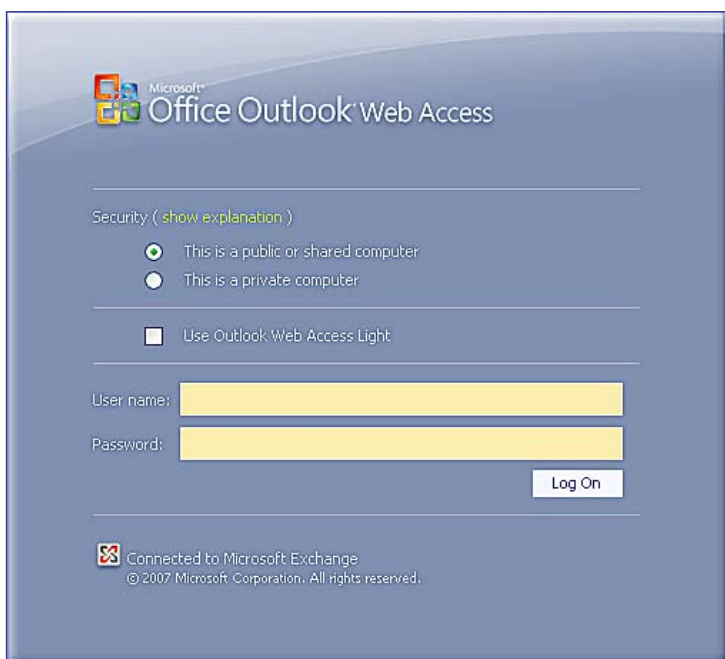 Microsoft®
Office Outlook® Web Access
Security ( show explanation )
This is a public or shared computer
This is a private computer
Use Outlook Web Access Light
User name:
Password:
Log On
Connected to Microsoft Exchange
© 2007 Microsoft Corporation. All rights reserved.